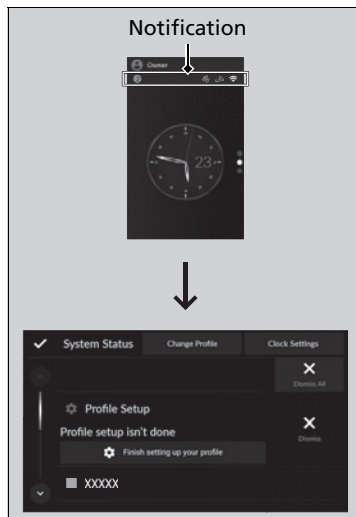 Notification
Owner
23
System Status
Change Profile
Clock Settings
Dismiss All
Profile Setup
Profile setup isn't done
Dismiss
Finish setting up your profile
XXXXX